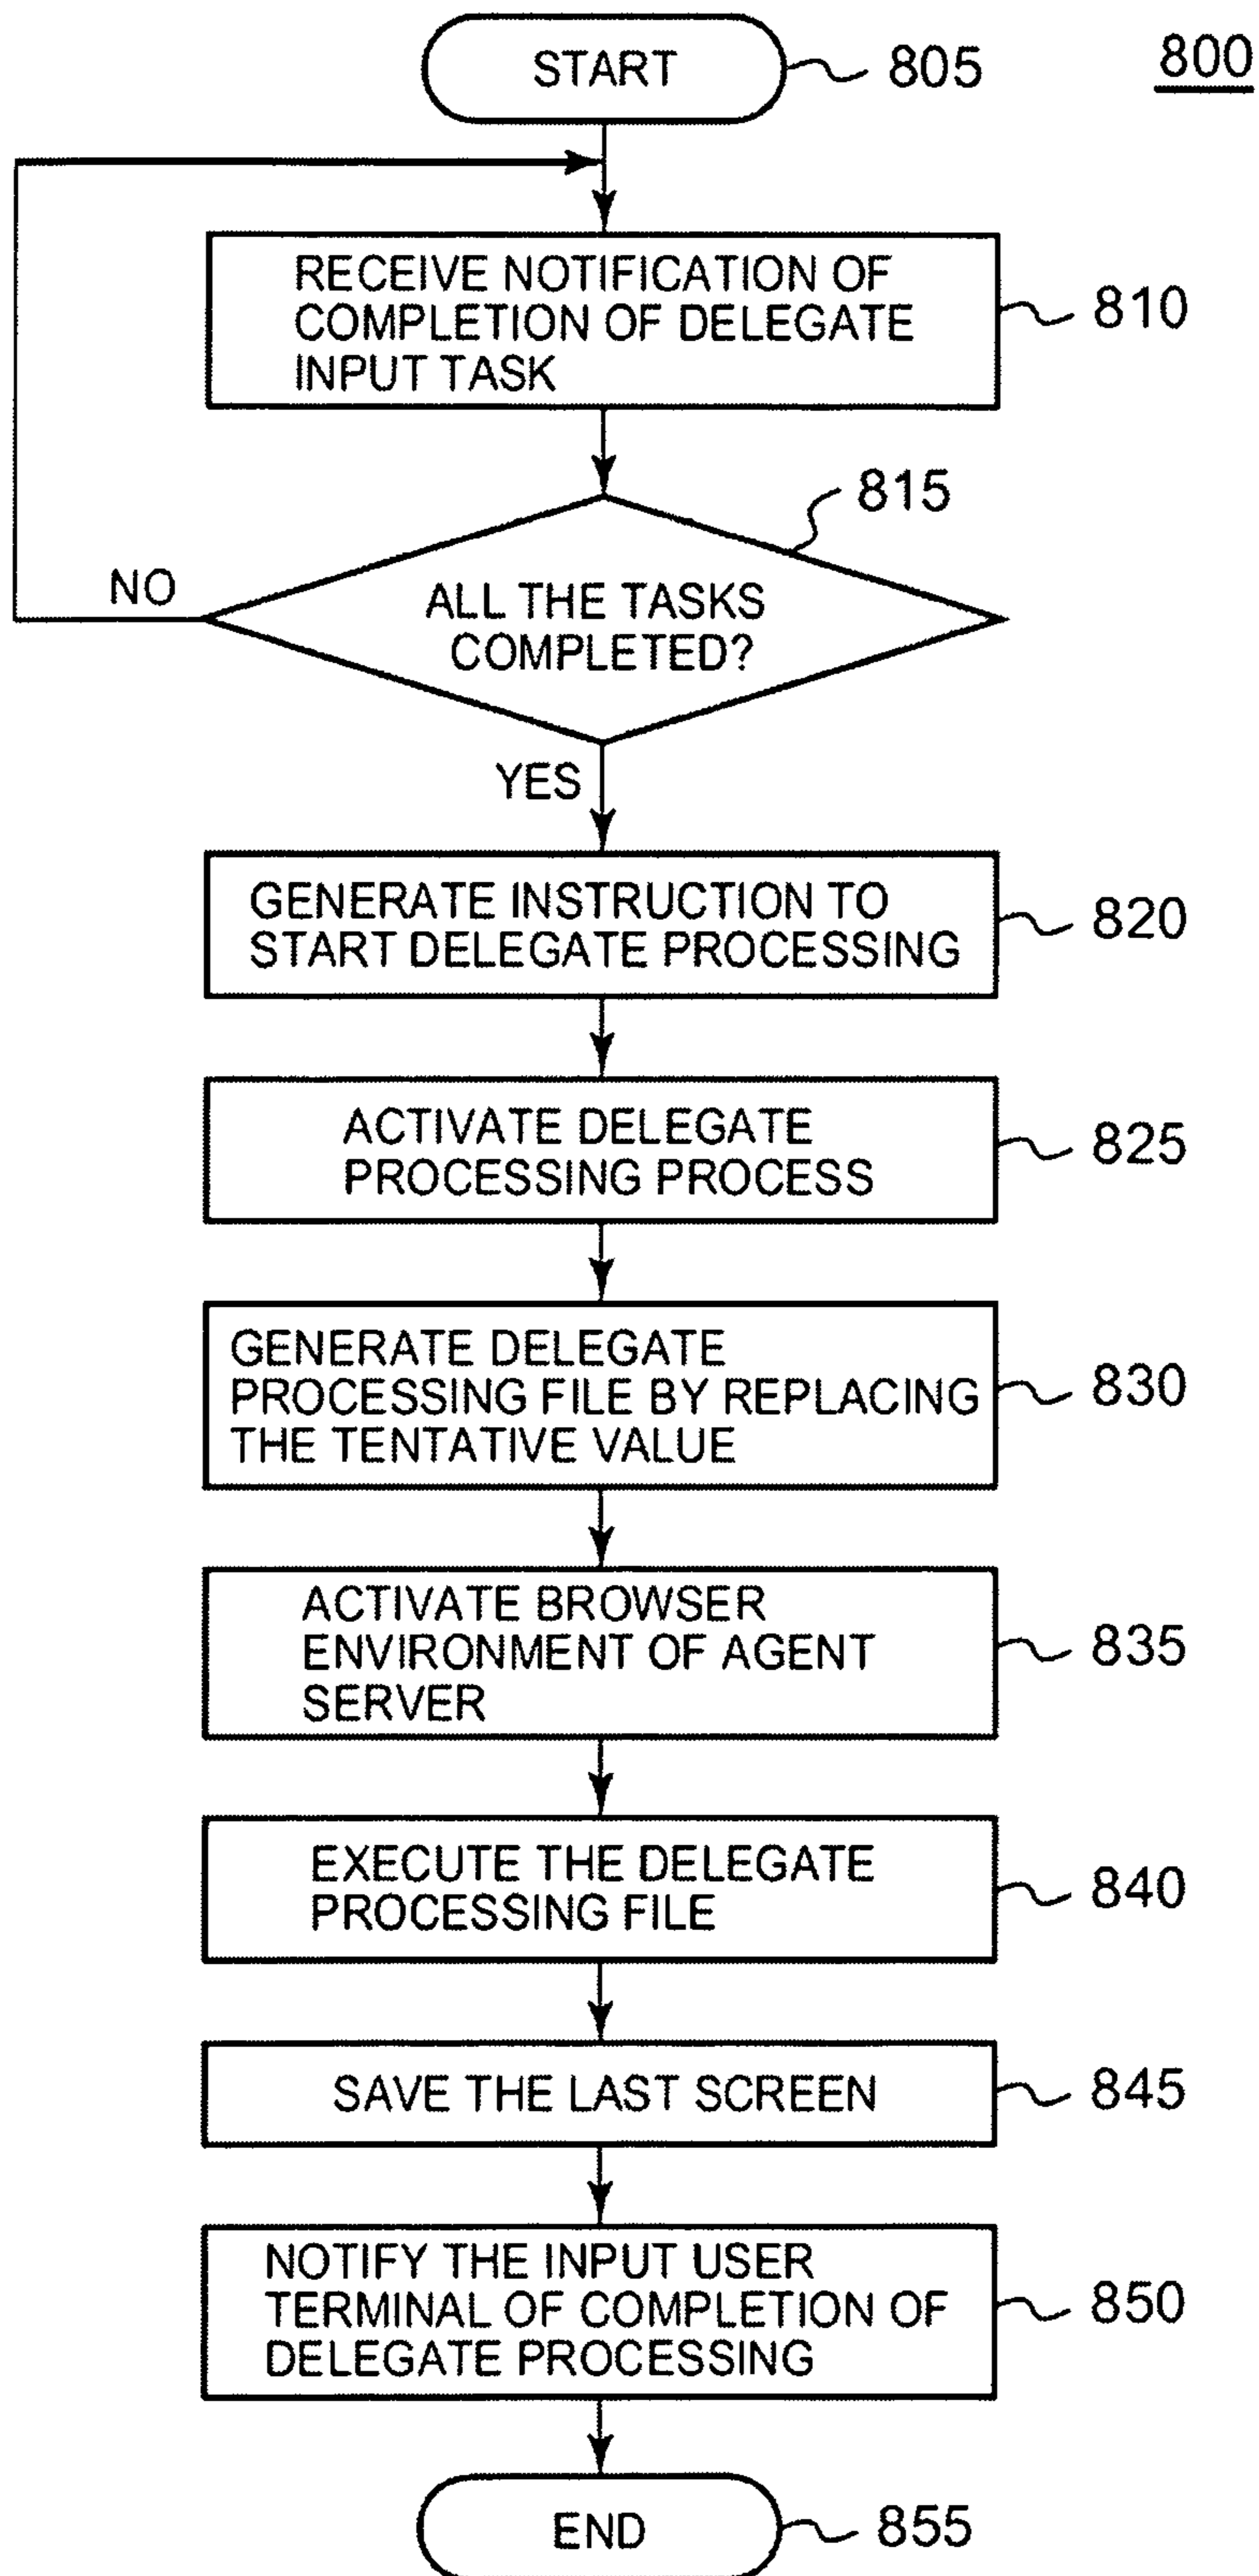 START
805
800
RECEIVE NOTIFICATION OF
COMPLETION OF DELEGATE
INPUT TASK
810
815
ALL THE TASKS
COMPLETED?
NO
YES
GENERATE INSTRUCTION TO
START DELEGATE PROCESSING
820
ACTIVATE DELEGATE
PROCESSING PROCESS
825
GENERATE DELEGATE
PROCESSING FILE BY REPLACING
THE TENTATIVE VALUE
830
ACTIVATE BROWSER
ENVIRONMENT OF AGENT
SERVER
835
EXECUTE THE DELEGATE
PROCESSING FILE
840
SAVE THE LAST SCREEN
845
NOTIFY THE INPUT USER
TERMINAL OF COMPLETION OF
DELEGATE PROCESSING
850
END
855